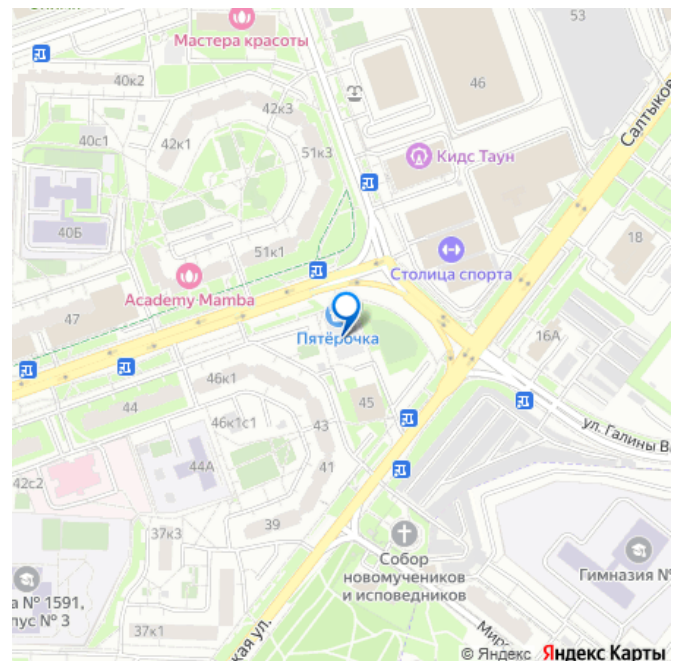 53
Мастера красоты
40к2
46
42к3
Салтыков
40с1
42к1
51к3
Кидс Таун
40Б
18
51к1
Столица спорта
Academy Mamba
47
Пятёрочка
16А
46к1
44
45
46к1с1
43
ул. Галины В
44А
41
42с2
39
37к3
Собор
новомучеников
и исповедников
Гимназия №
а № 1591,
пус № 3
37к1
кая ул.
Мира
© Яндекс Яндекс Карты